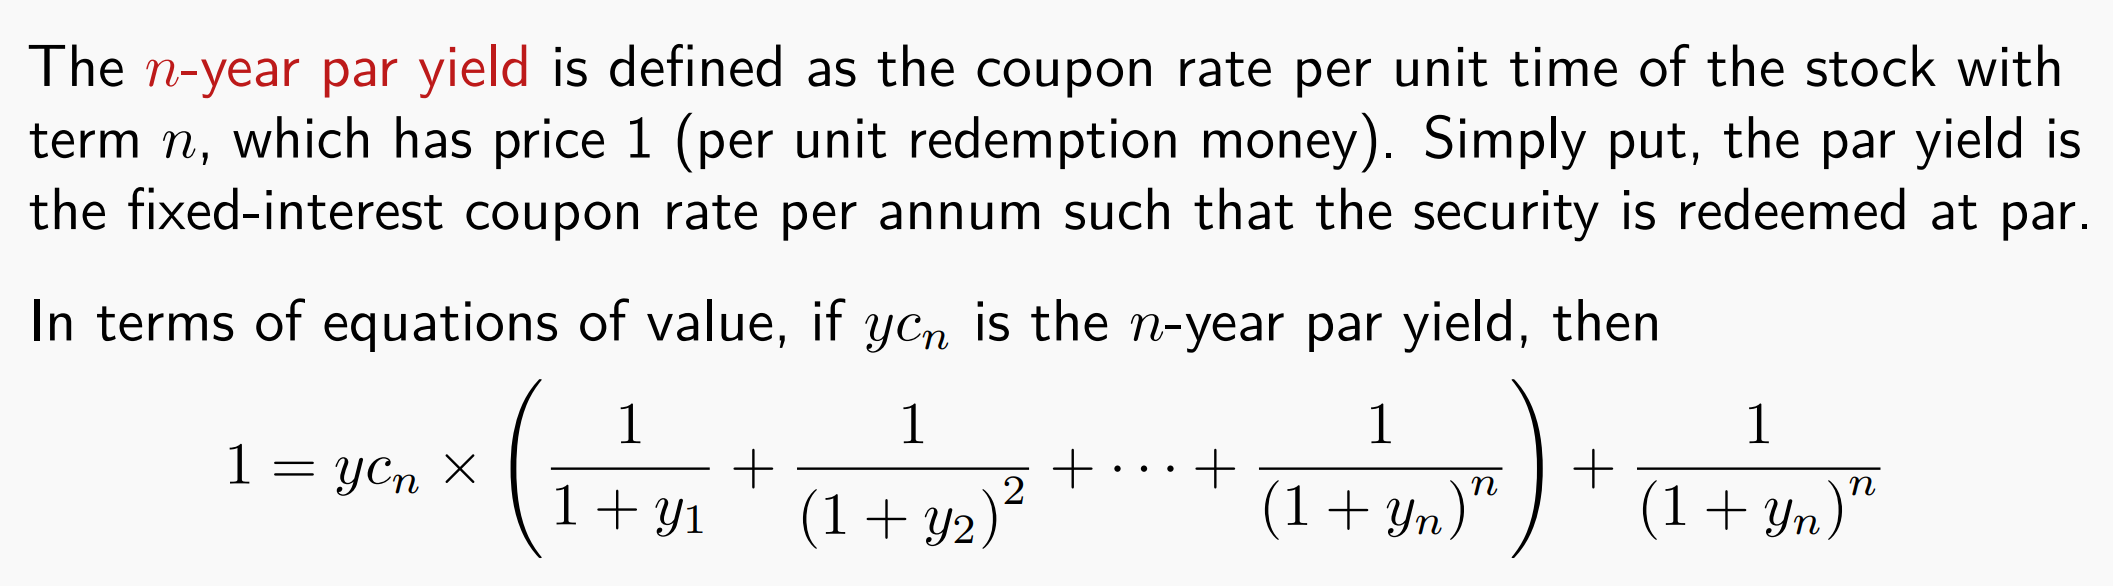 The n-year par yield is defined as the coupon rate per unit time of the stock with
term n, which has price 1 (per unit redemption money). Simply put, the par yield is
the fixed-interest coupon rate per annum such that the security is redeemed at par.
In terms of equations of value, if yc_n is the n-year par yield, then
1 = yc_n × ( 1/(1 + y_1) + 1/(1 + y_2)^2 + ··· + 1/(1 + y_n)^n ) + 1/(1 + y_n)^n